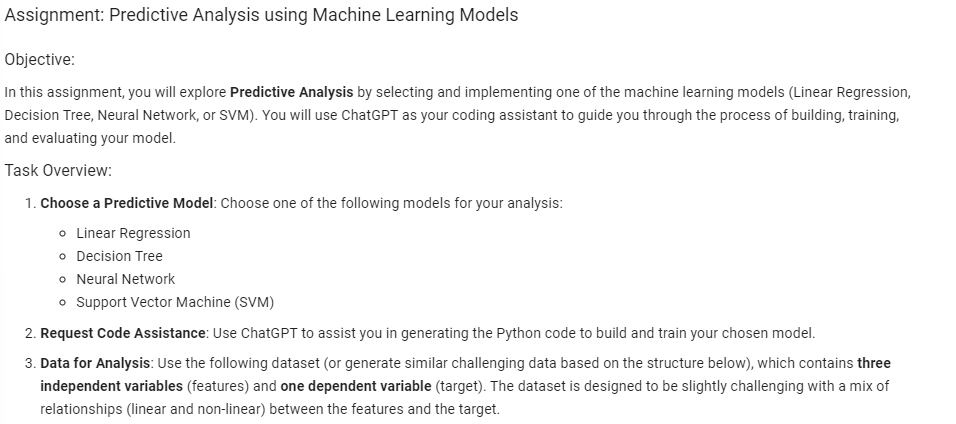 Assignment: Predictive Analysis using Machine Learning Models
Objective:
In this assignment, you will explore Predictive Analysis by selecting and implementing one of the machine learning models (Linear Regression,
Decision Tree, Neural Network, or SVM). You will use ChatGPT as your coding assistant to guide you through the process of building, training,
and evaluating your model.
Task Overview:
1. Choose a Predictive Model: Choose one of the following models for your analysis:
○ Linear Regression
○ Decision Tree
○ Neural Network
○ Support Vector Machine (SVM)
2. Request Code Assistance: Use ChatGPT to assist you in generating the Python code to build and train your chosen model.
3. Data for Analysis: Use the following dataset (or generate similar challenging data based on the structure below), which contains three
independent variables (features) and one dependent variable (target). The dataset is designed to be slightly challenging with a mix of
relationships (linear and non-linear) between the features and the target.